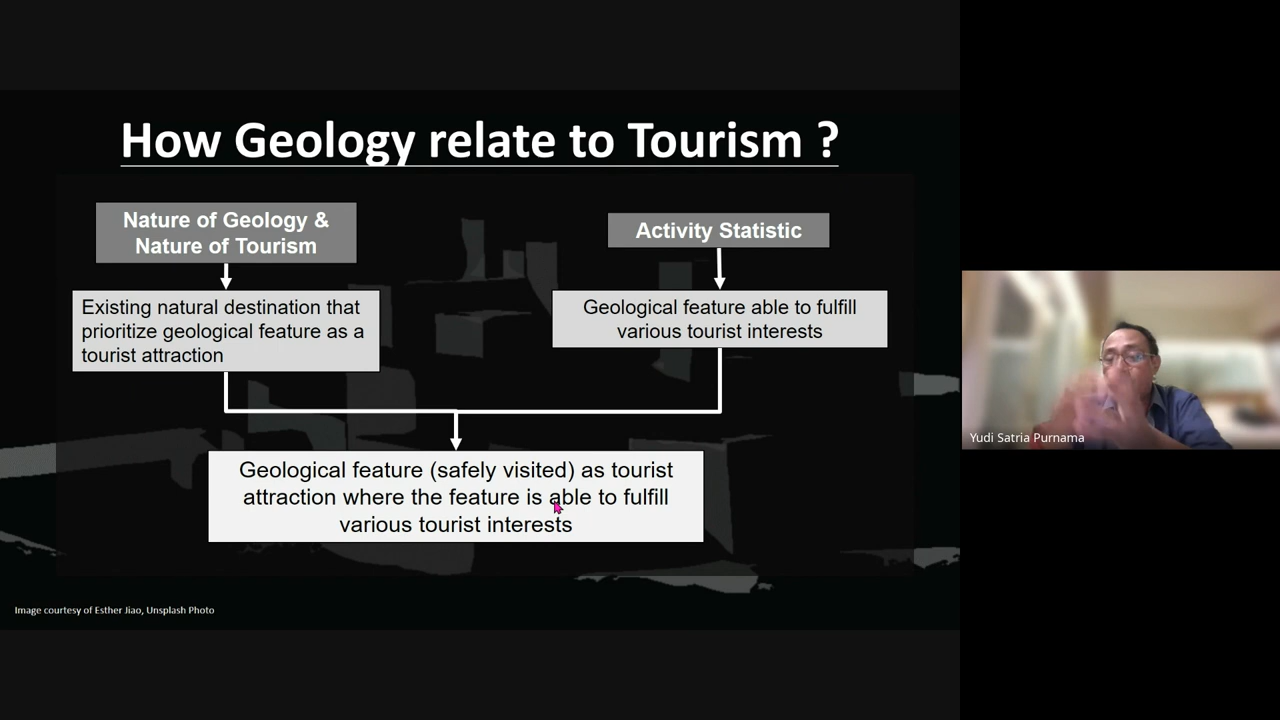 How Geology relate to Tourism ?
Nature of Geology &
Nature of Tourism
Existing natural destination that
prioritize geological feature as a
tourist attraction
Activity Statistic
Geological feature able to fulfill
various tourist interests
Geological feature (safely visited) as tourist
attraction where the feature is able to fulfill
various tourist interests
Image courtesy of Esther Jiao, Unsplash Photo
Yudi Satria Purnama